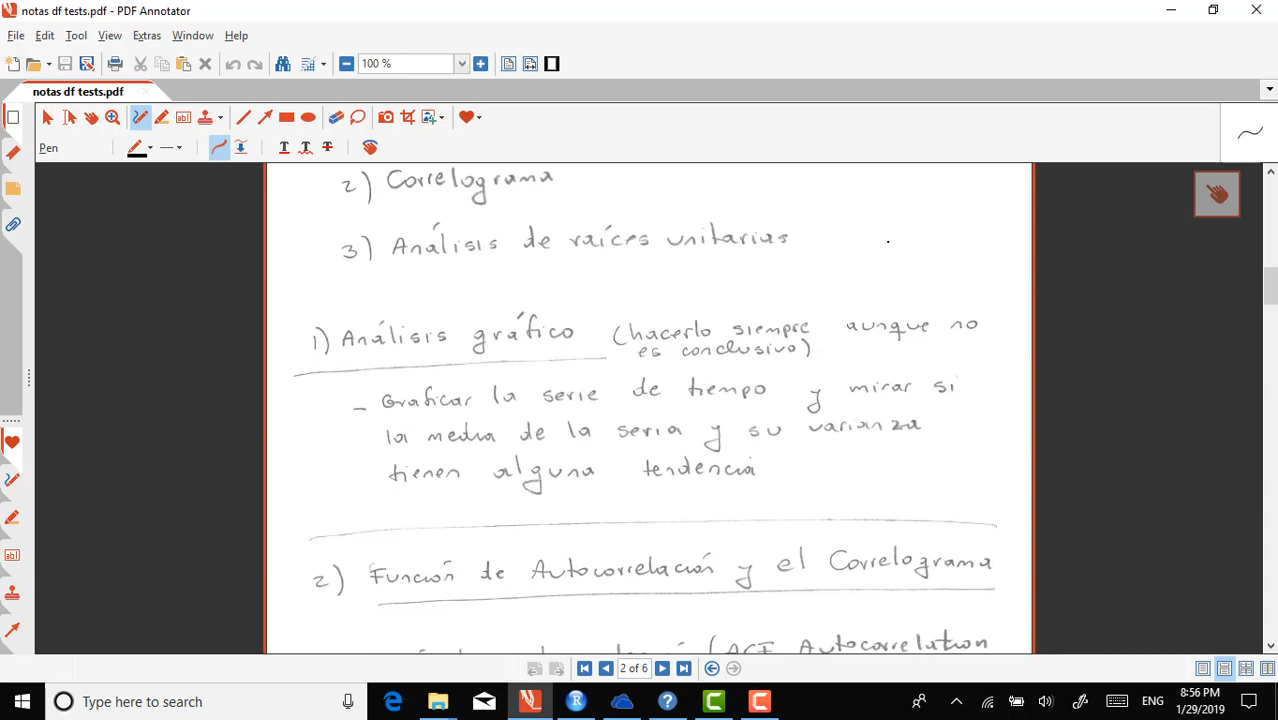 notas df tests.pdf - PDF Annotator
File Edit Tool View Extras Window Help
100 %
notas df tests.pdf
Pen
2) Correlograma
3) Análisis de raíces unitarias
1) Análisis gráfico (hacerlo siempre aunque no
es conclusivo)
- Graficar la serie de tiempo y mirar si
la media de la seria y su varianza
tienen alguna tendencia
2) Función de Autocorrelación y el Correlograma
(ACF Autocorrelation
2 of 6
Type here to search
ENG
8:56 PM
1/29/2019